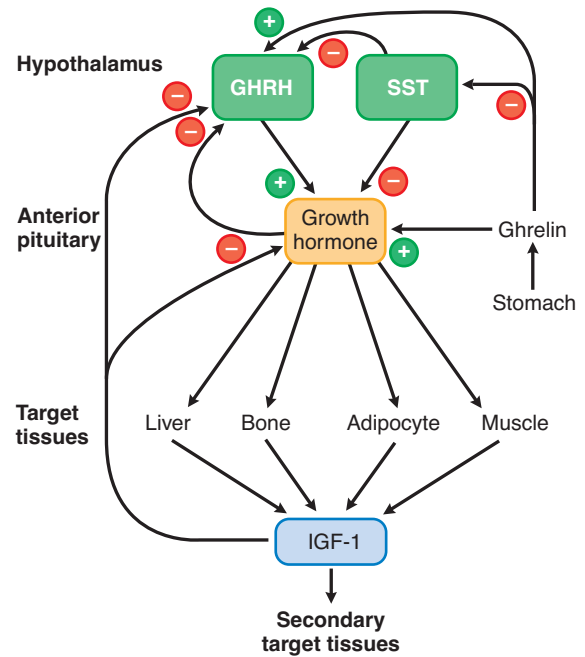 +
Hypothalamus
−
GHRH
SST
−
−
−
+
−
Anterior
pituitary
Growth
hormone
−
+
Ghrelin
Stomach
Target
tissues
Liver
Bone
Adipocyte
Muscle
IGF-1
Secondary
target tissues